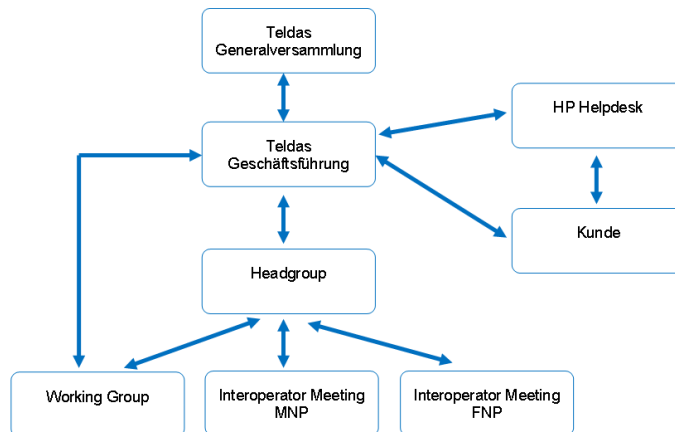 Teldas
Generalversammlung
HP Helpdesk
Teldas
Geschäftsführung
Kunde
Headgroup
Working Group
Interoperator Meeting
MNP
Interoperator Meeting
FNP